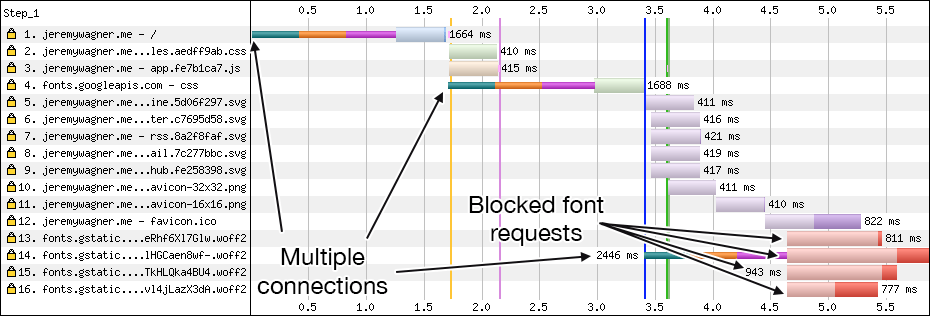 Step_1
0.5 1.0 1.5 2.0 2.5 3.0 3.5 4.0 4.5 5.0 5.5
1. jeremywagner.me - / 1664 ms
2. jeremywagner.me...les.aedff9ab.css 410 ms
3. jeremywagner.me - app.fe7b1ca7.js 415 ms
4. fonts.googleapis.com - css 1688 ms
5. jeremywagner.me...ine.5d06f297.svg 411 ms
6. jeremywagner.me...ter.c7695d58.svg 416 ms
7. jeremywagner.me - rss.8a2f8faf.svg 421 ms
8. jeremywagner.me...ail.7c277bbc.svg 419 ms
9. jeremywagner.me...hub.fe258398.svg 417 ms
10. jeremywagner.me...avicon-32x32.png 411 ms
11. jeremywagner.me...avicon-16x16.png 410 ms
12. jeremywagner.me - favicon.ico 822 ms
13. fonts.gstatic....eRhf6Xl7Glw.woff2 811 ms
14. fonts.gstatic....lHGCaen8wf-.woff2 2446 ms
15. fonts.gstatic....TkHLQka4BU4.woff2 943 ms
16. fonts.gstatic....vl4jLazX3dA.woff2 777 ms
0.5 1.0 1.5 2.0 2.5 3.0 3.5 4.0 4.5 5.0 5.5
Multiple
connections
Blocked font
requests